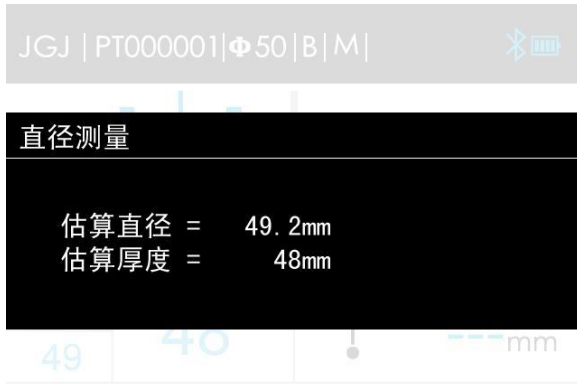 JGJ | PT000001|Φ50|B|M|
直径测量
估算直径 = 49.2mm
估算厚度 = 48mm
49 48 ---mm